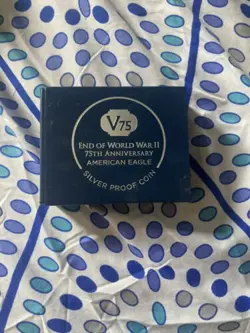 V75
END OF WORLD WAR II
75TH ANNIVERSARY
AMERICAN EAGLE
SILVER PROOF COIN